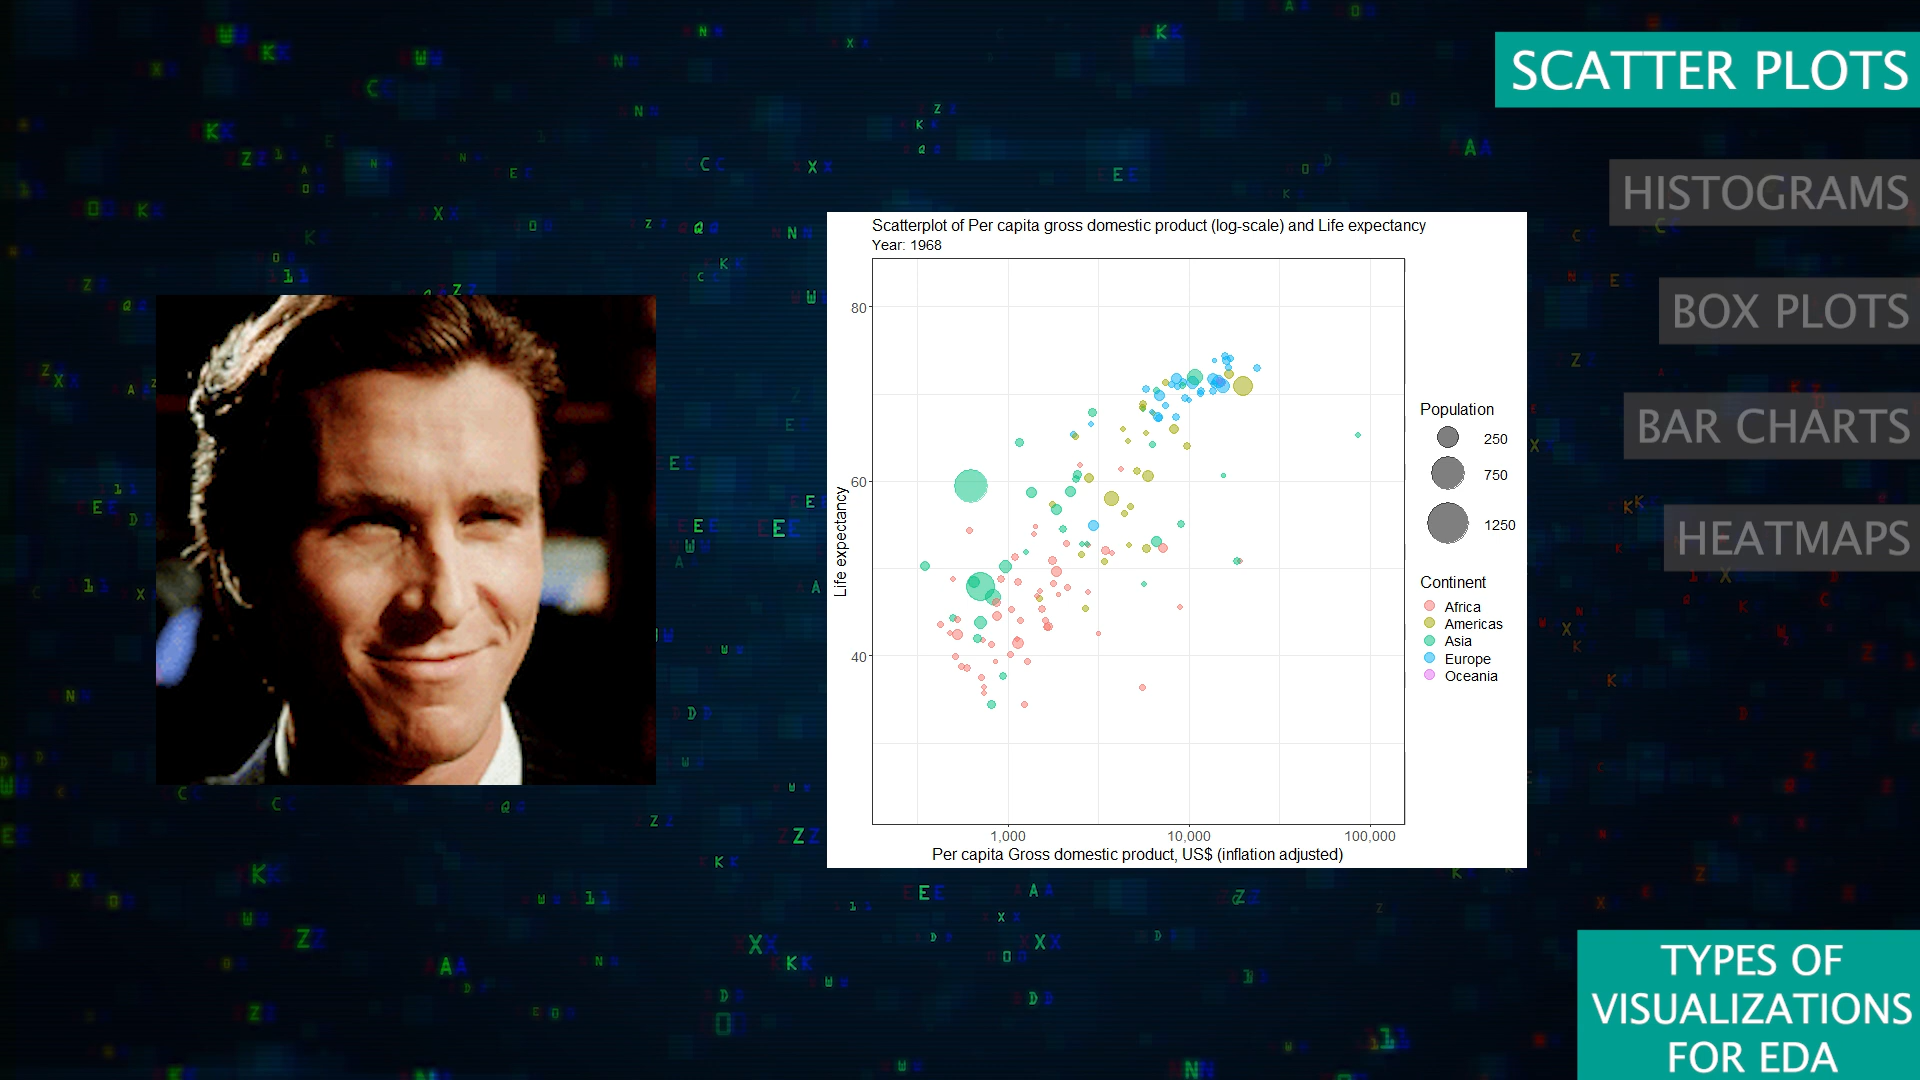 SCATTER PLOTS
HISTOGRAMS
BOX PLOTS
BAR CHARTS
HEATMAPS
Scatterplot of Per capita gross domestic product (log-scale) and Life expectancy
Year: 1968
80
60
40
Life expectancy
1,000
10,000
100,000
Per capita Gross domestic product, US$ (inflation adjusted)
Population
250
750
1250
Continent
Africa
Americas
Asia
Europe
Oceania
TYPES OF
VISUALIZATIONS
FOR EDA